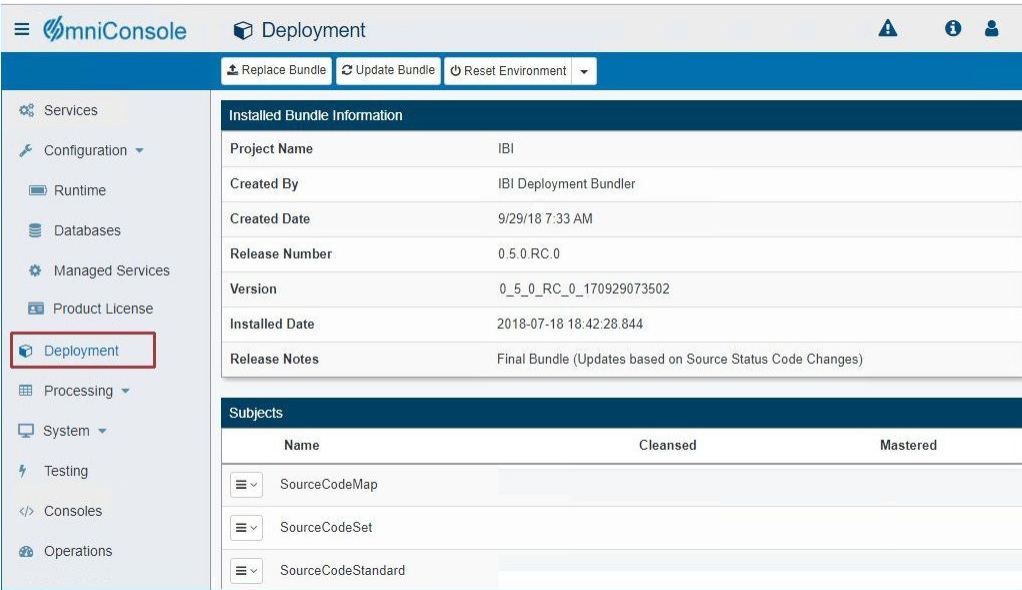 OmniConsole
Deployment
Replace Bundle
Update Bundle
Reset Environment
Services
Configuration
Runtime
Databases
Managed Services
Product License
Deployment
Processing
System
Testing
Consoles
Operations
Installed Bundle Information
Project Name IBI
Created By IBI Deployment Bundler
Created Date 9/29/18 7:33 AM
Release Number 0.5.0.RC.0
Version 0_5_0_RC_0_170929073502
Installed Date 2018-07-18 18:42:28.844
Release Notes Final Bundle (Updates based on Source Status Code Changes)
Subjects
Name Cleansed Mastered
SourceCodeMap
SourceCodeSet
SourceCodeStandard